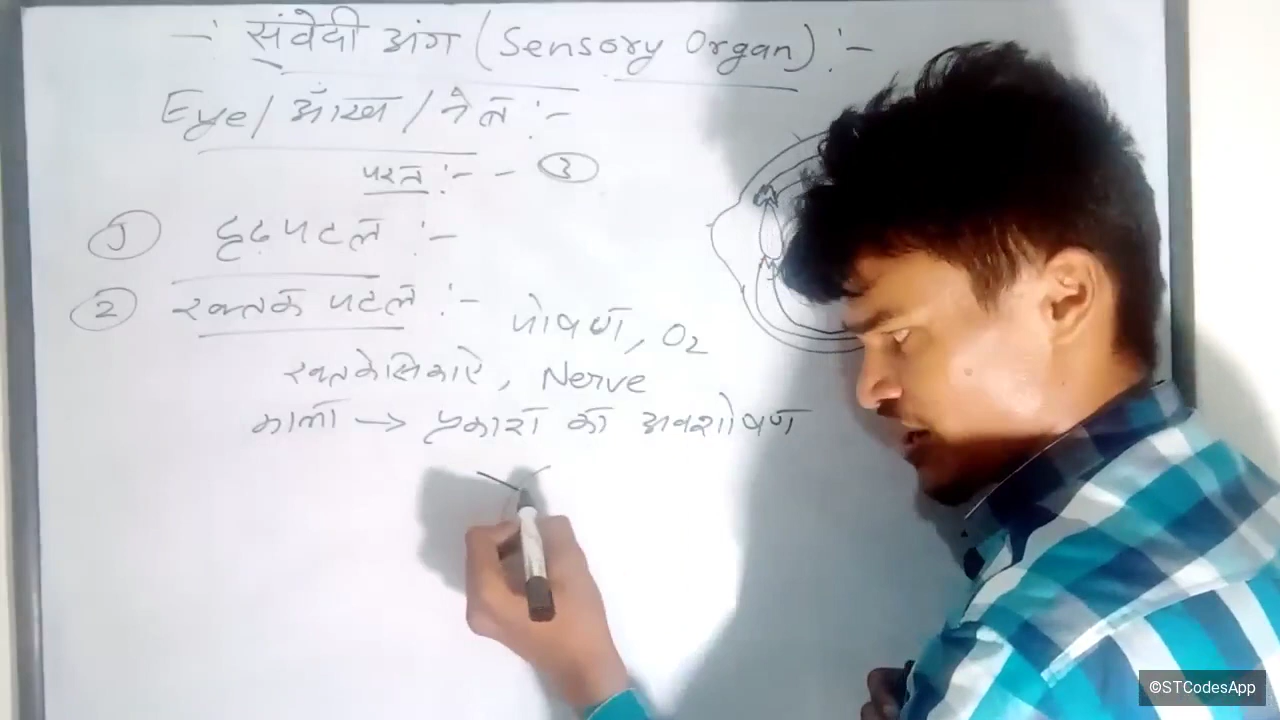 -: संवेदी अंग (Sensory Organ) :-
Eye / आँख / नेत्र :-
परत :- - ③
① दृढ़पटल :-
② रक्तक पटल :- पोषण, O2
रक्तकेसिकाऐ, Nerve
काला → प्रकाश का अवशोषण
©STCodesApp